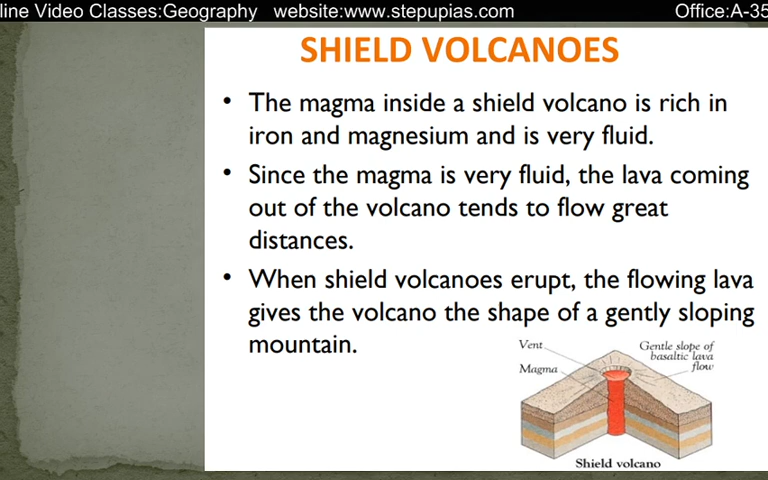 line Video Classes:Geography website:www.stepupias.com Office:A-35
SHIELD VOLCANOES
• The magma inside a shield volcano is rich in
iron and magnesium and is very fluid.
• Since the magma is very fluid, the lava coming
out of the volcano tends to flow great
distances.
• When shield volcanoes erupt, the flowing lava
gives the volcano the shape of a gently sloping
mountain.
Vent
Magma
Gentle slope of
basaltic lava
flow
Shield volcano